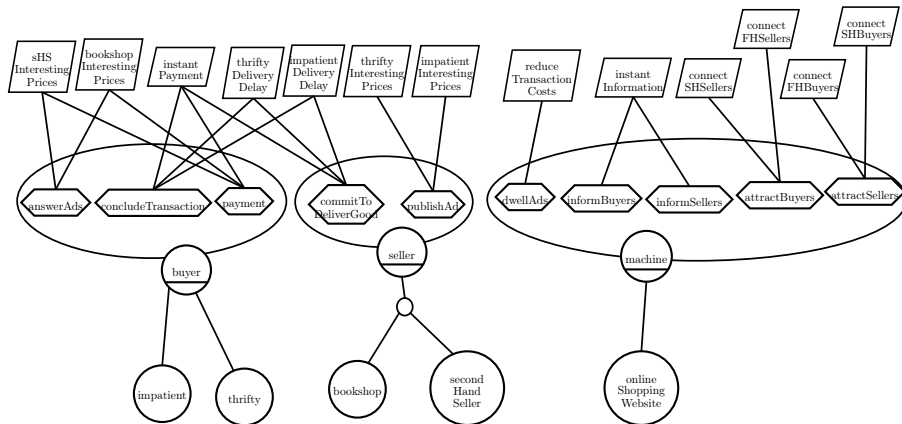 sHS
Interesting
Prices
bookshop
Interesting
Prices
instant
Payment
thrifty
Delivery
Delay
impatient
Delivery
Delay
thrifty
Interesting
Prices
impatient
Interesting
Prices
reduce
Transaction
Costs
instant
Information
connect
SHSellers
connect
FHSellers
connect
FHBuyers
connect
SHBuyers
answerAds
concludeTransaction
payment
commitTo
DeliverGood
publishAd
dwellAds
informBuyers
informSellers
attractBuyers
attractSellers
buyer
seller
machine
impatient
thrifty
bookshop
second
Hand
Seller
online
Shopping
Website